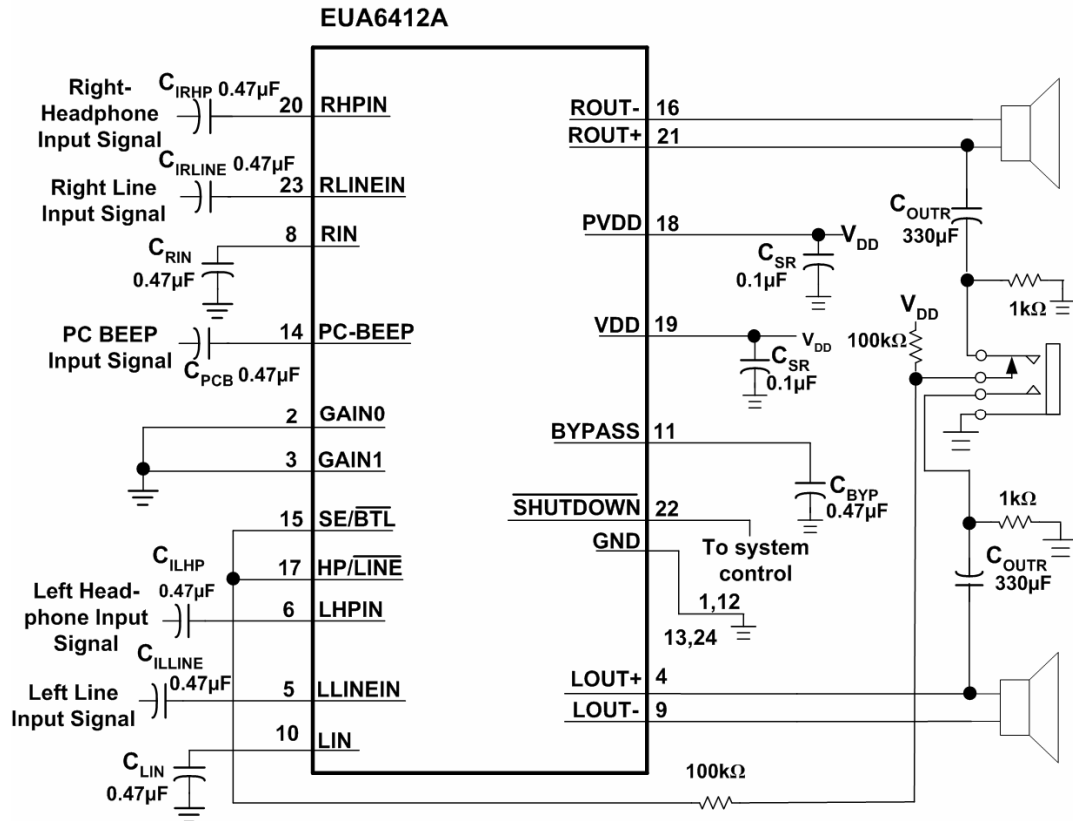 EUA6412A
Right-
Headphone
Input Signal
CIRHP 0.47µF
20 RHPIN
Right Line
Input Signal
CIRLINE 0.47µF
23 RLINEIN
8 RIN
CRIN
0.47µF
PC BEEP
Input Signal
14 PC-BEEP
CPCB 0.47µF
2 GAIN0
3 GAIN1
15 SE/BTL
17 HP/LINE
CILHP
0.47µF
Left Head-
phone Input
Signal
6 LHPIN
CILLINE
0.47µF
Left Line
Input Signal
5 LLINEIN
10 LIN
CLIN
0.47µF
ROUT- 16
ROUT+ 21
COUTR
330µF
PVDD 18
VDD
CSR
0.1µF
1kΩ
VDD
100kΩ
VDD 19
VDD
CSR
0.1µF
BYPASS 11
CBYP
0.47µF
SHUTDOWN 22
To system
control
GND
1,12
13,24
1kΩ
COUTR
330µF
LOUT+ 4
LOUT- 9
100kΩ